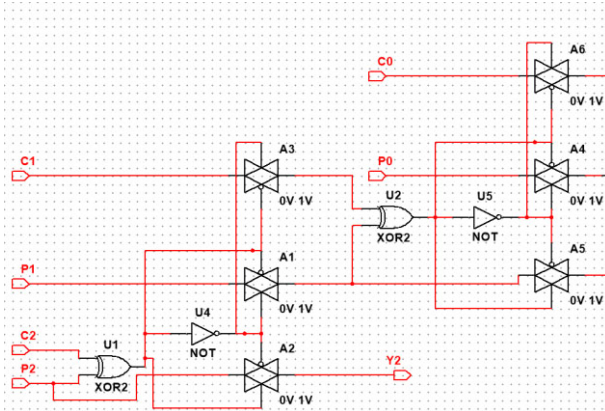 C0
A6
0V 1V
C1
A3
P0
A4
U2
U5
0V 1V
XOR2
NOT
0V 1V
P1
A1
A5
U4
0V 1V
0V 1V
C2
U1
NOT
A2
Y2
P2
XOR2
0V 1V